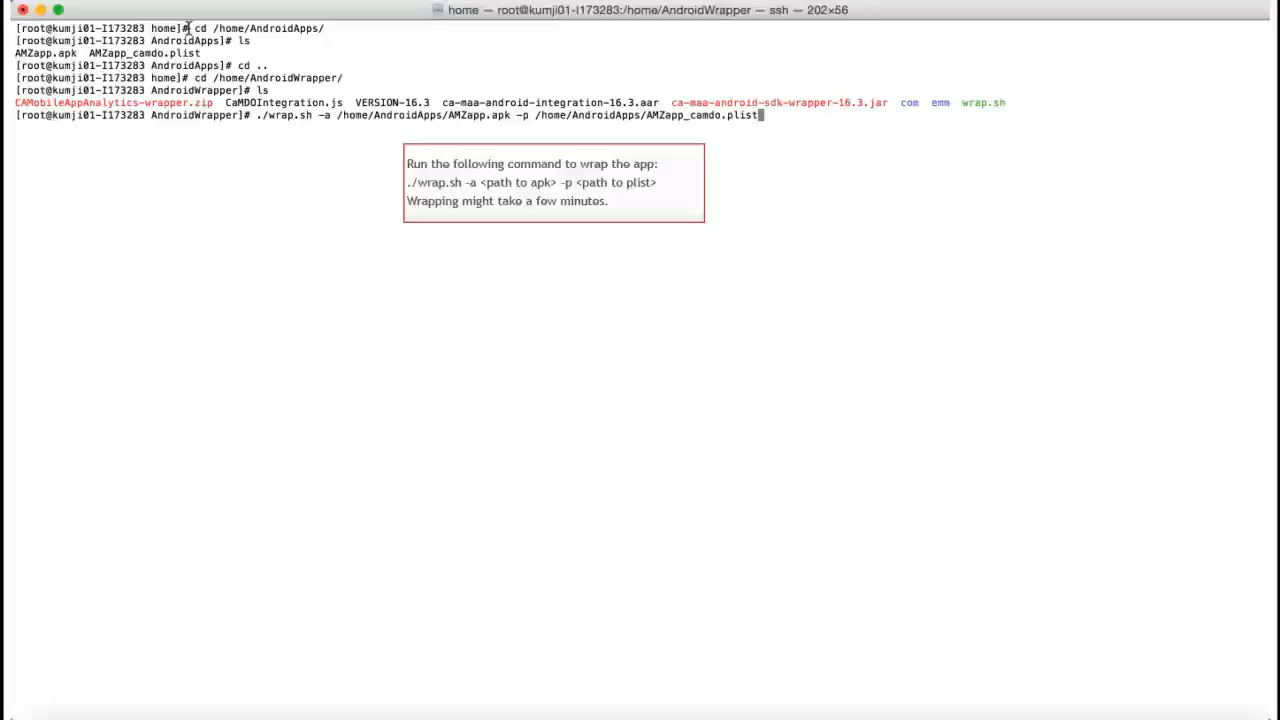 home — root@kumji01-I173283:/home/AndroidWrapper — ssh — 202×56
[root@kumji01-I173283 home]# cd /home/AndroidApps/
[root@kumji01-I173283 AndroidApps]# ls
AMZapp.apk  AMZapp_camdo.plist
[root@kumji01-I173283 AndroidApps]# cd ..
[root@kumji01-I173283 home]# cd /home/AndroidWrapper/
[root@kumji01-I173283 AndroidWrapper]# ls
CAMobileAppAnalytics-wrapper.zip  CaMDOIntegration.js  VERSION-16.3  ca-maa-android-integration-16.3.aar  ca-maa-android-sdk-wrapper-16.3.jar  com  emm  wrap.sh
[root@kumji01-I173283 AndroidWrapper]# ./wrap.sh -a /home/AndroidApps/AMZapp.apk -p /home/AndroidApps/AMZapp_camdo.plist
Run the following command to wrap the app:
./wrap.sh -a <path to apk> -p <path to plist>
Wrapping might take a few minutes.